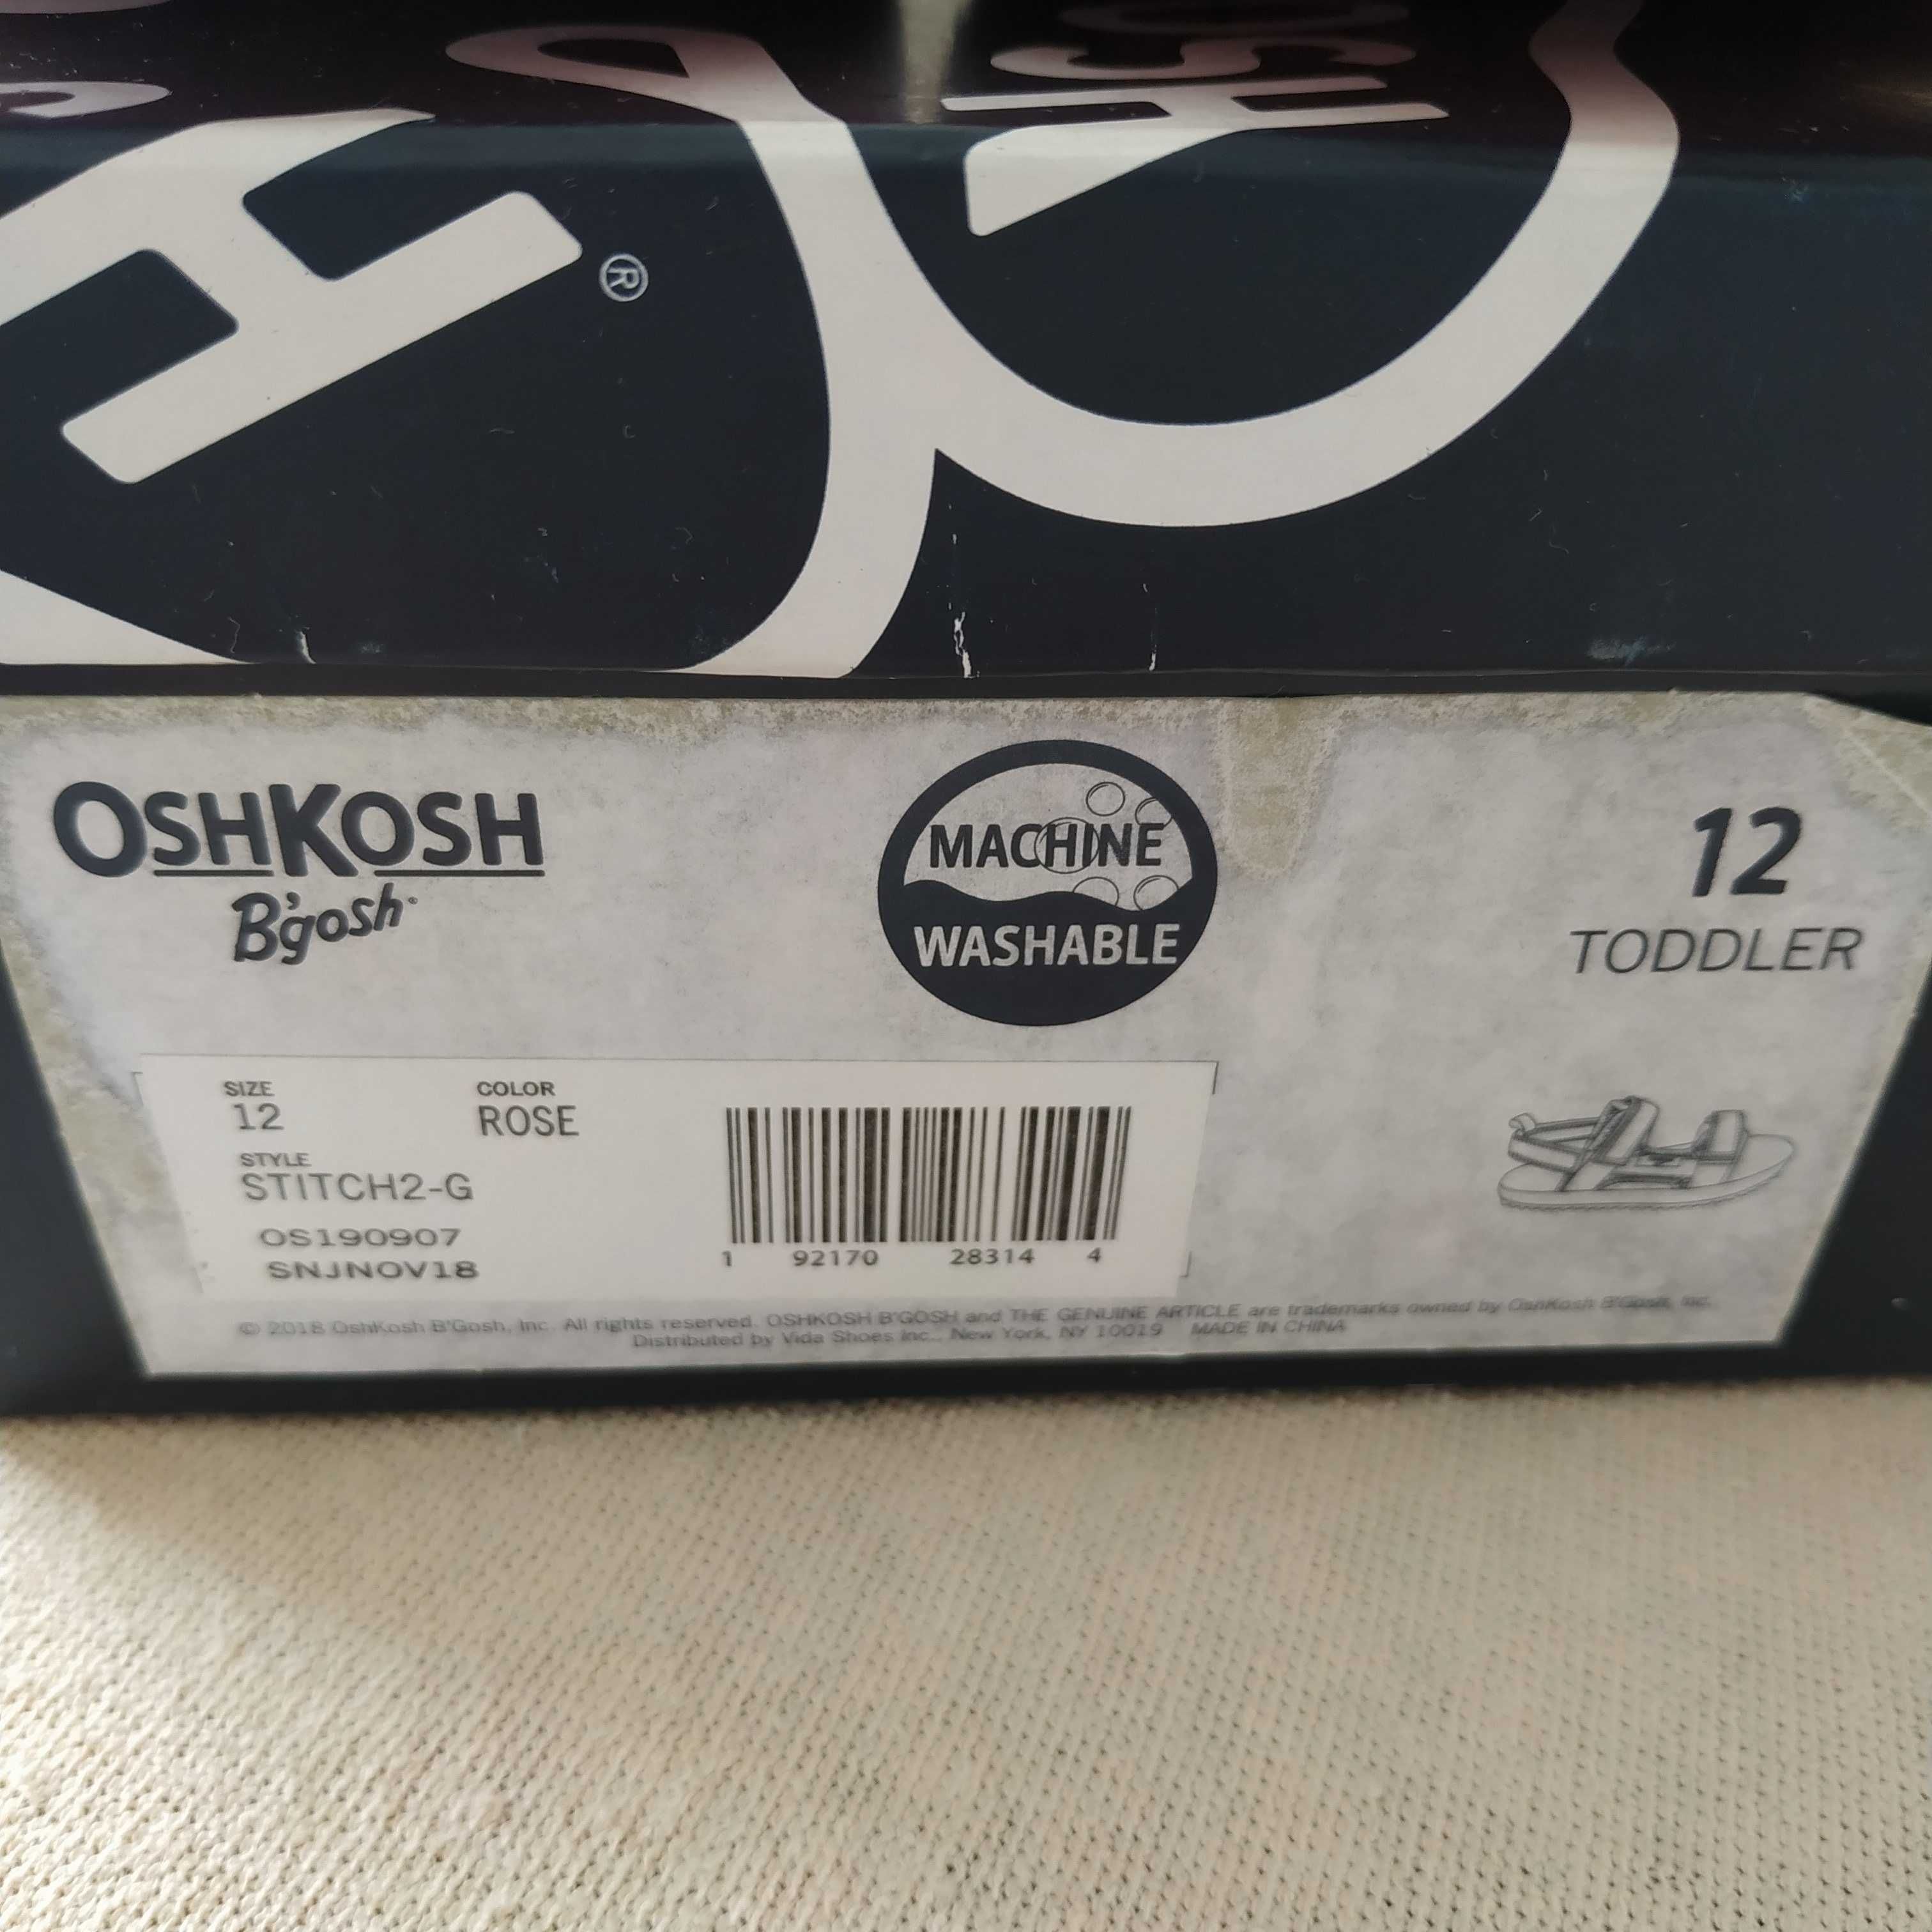 OSH
H
®
OSHKOSH
B'gosh
MACHINE
WASHABLE
12
TODDLER
SIZE
12
COLOR
ROSE
STYLE
STITCH2-G
OS190907
SNJNOV18
1 92170 28314 4
© 2018 OshKosh B'Gosh, Inc. All rights reserved. OSHKOSH B'GOSH and THE GENUINE ARTICLE are trademarks owned by OshKosh B'Gosh, Inc.
Distributed by Vida Shoes Inc., New York, NY 10019 MADE IN CHINA